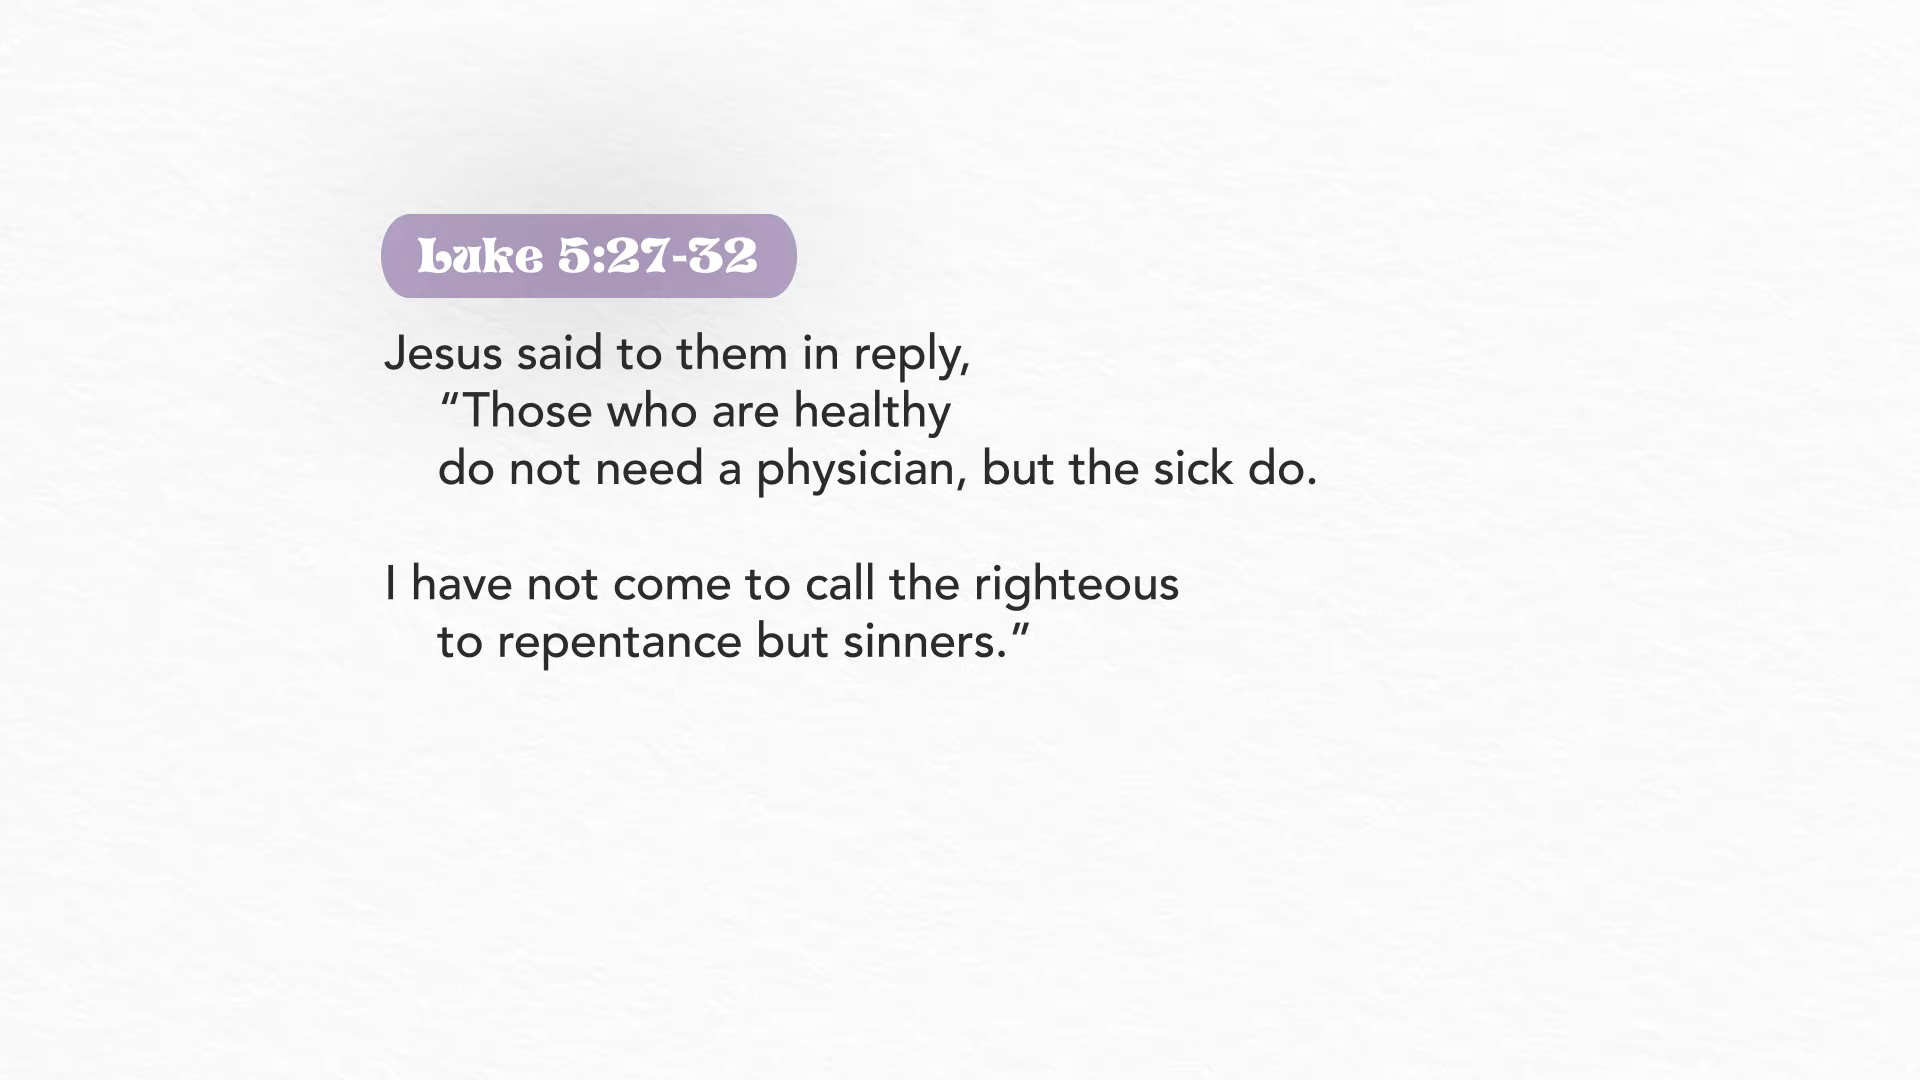 Luke 5:27-32
Jesus said to them in reply,
“Those who are healthy
do not need a physician, but the sick do.
I have not come to call the righteous
to repentance but sinners.”